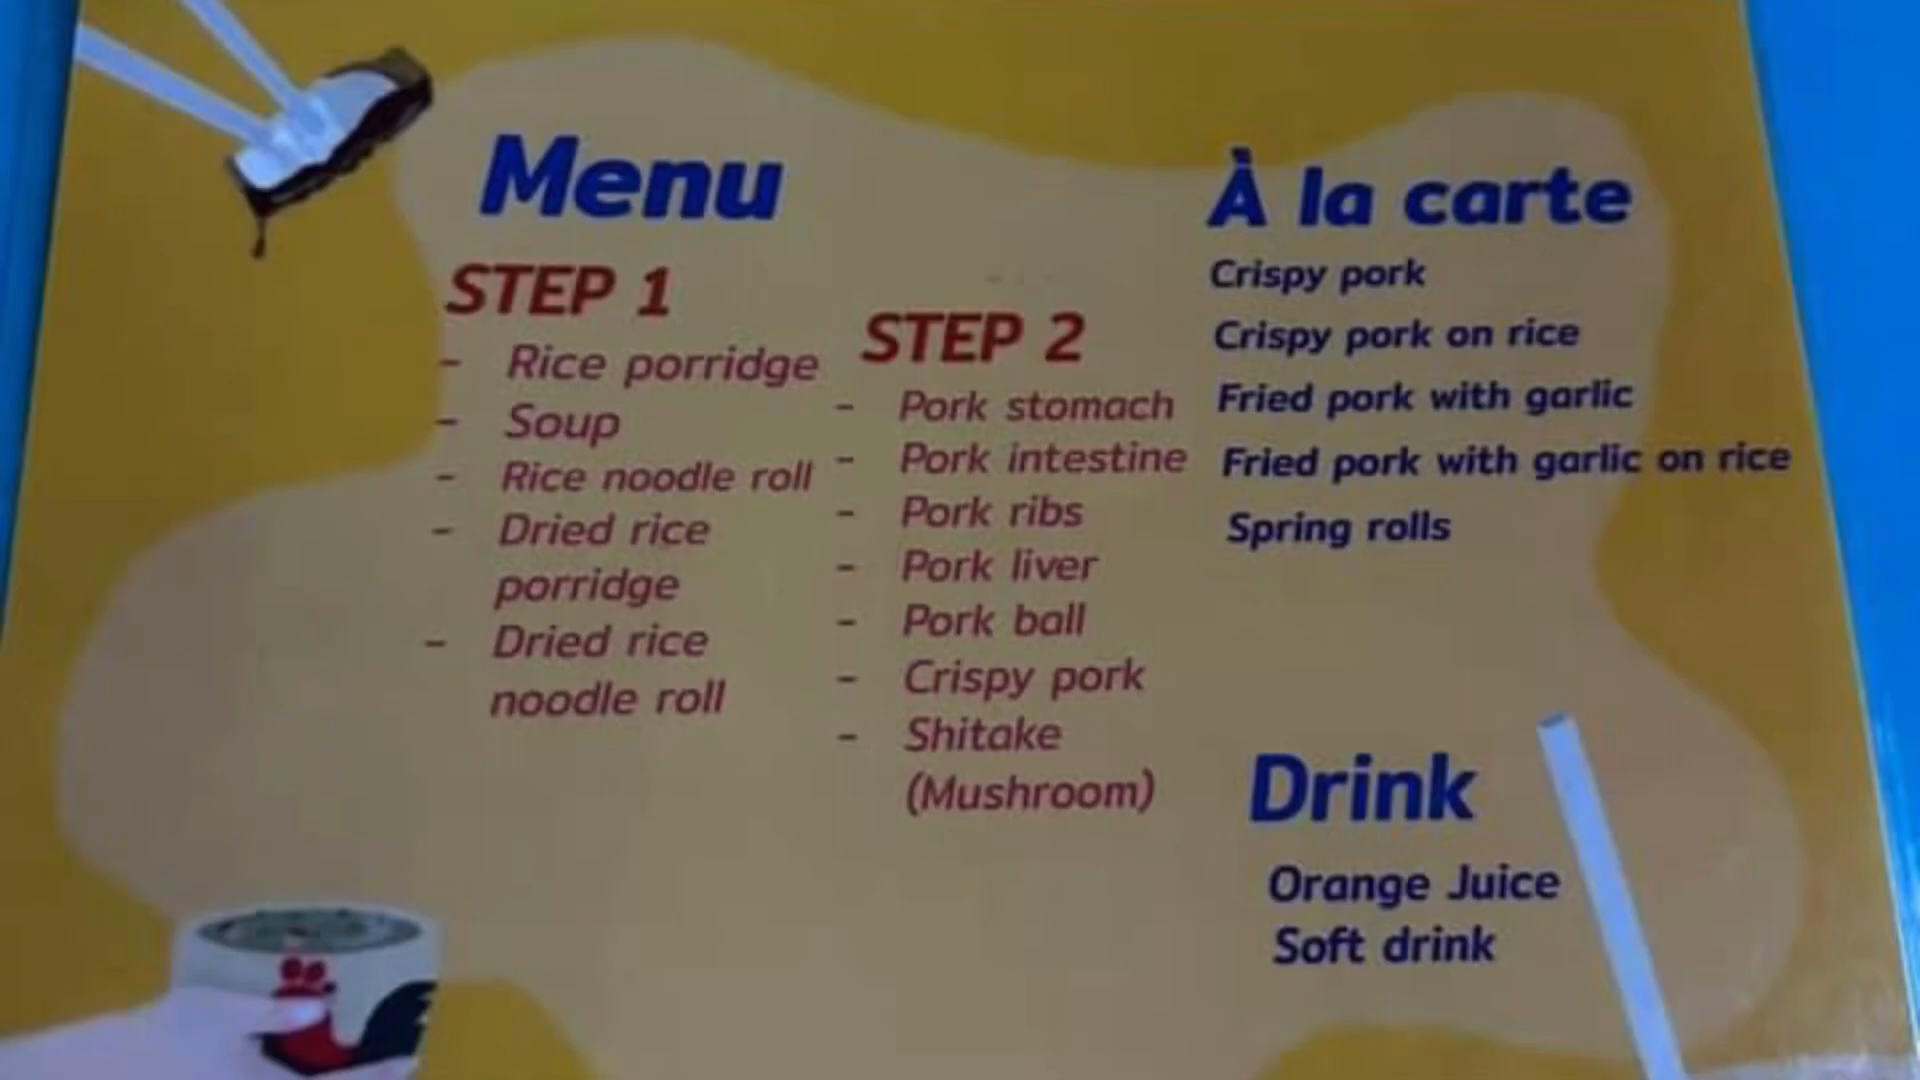 Menu
STEP 1
- Rice porridge
- Soup
- Rice noodle roll
- Dried rice
porridge
- Dried rice
noodle roll
STEP 2
- Pork stomach
- Pork intestine
- Pork ribs
- Pork liver
- Pork ball
- Crispy pork
- Shitake
(Mushroom)
À la carte
Crispy pork
Crispy pork on rice
Fried pork with garlic
Fried pork with garlic on rice
Spring rolls
Drink
Orange Juice
Soft drink